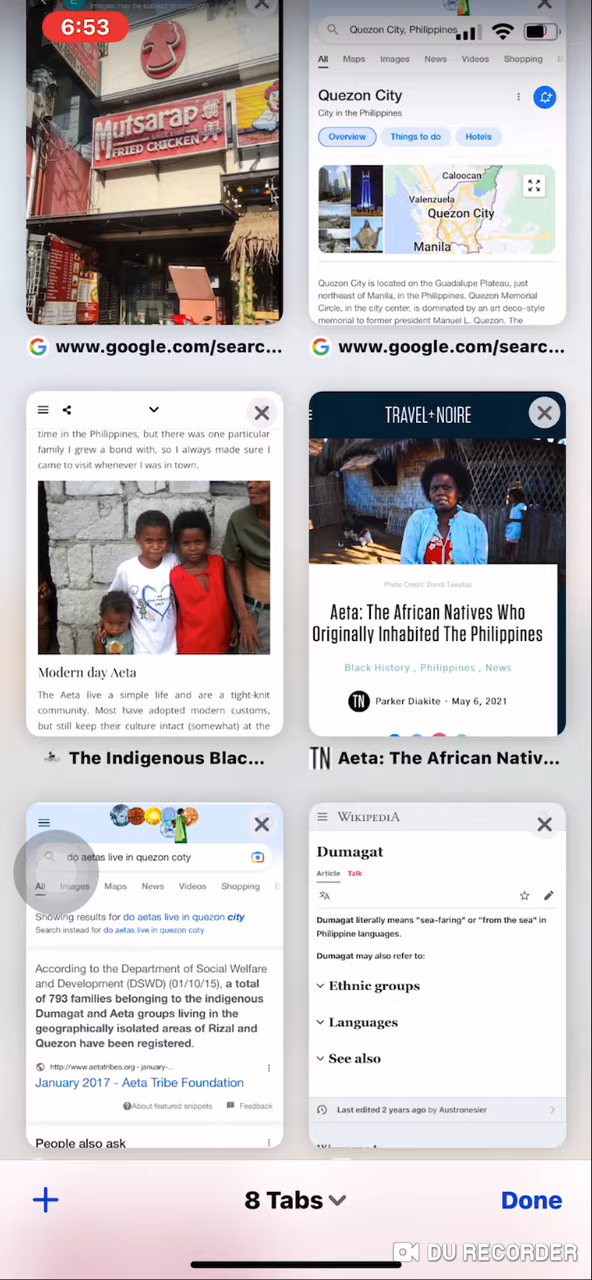 Images may be subject to copyright
6:53
Mutsarap
FRIED CHICKEN
www.google.com/searc...
Quezon City, Philippines
All Maps Images News Videos Shopping
Quezon City
City in the Philippines
Overview Things to do Hotels
Caloocan
Valenzuela
Quezon City
Manila
Quezon City is located on the Guadalupe Plateau, just
northeast of Manila, in the Philippines. Quezon Memorial
Circle, in the city center, is dominated by an art deco-style
memorial to former president Manuel L. Quezon. The
www.google.com/searc...
time in the Philippines, but there was one particular
family I grew a bond with, so I always made sure I
came to visit whenever I was in town.
Modern day Aeta
The Aeta live a simple life and are a tight-knit
community. Most have adopted modern customs,
but still keep their culture intact (somewhat) at the
The Indigenous Blac...
TRAVEL+NOIRE
Photo Credit: Dondi Tawatao
Aeta: The African Natives Who
Originally Inhabited The Philippines
Black History , Philippines , News
TN Parker Diakite · May 6, 2021
TN Aeta: The African Nativ...
do aetas live in quezon coty
All Images Maps News Videos Shopping
Showing results for do aetas live in quezon city
Search instead for do aetas live in quezon coty
According to the Department of Social Welfare
and Development (DSWD) (01/10/15), a total
of 793 families belonging to the indigenous
Dumagat and Aeta groups living in the
geographically isolated areas of Rizal and
Quezon have been registered.
http://www.aetatribes.org › january-...
January 2017 - Aeta Tribe Foundation
About featured snippets Feedback
People also ask
WIKIPEDIA
Dumagat
Article Talk
Dumagat literally means "sea-faring" or "from the sea" in
Philippine languages.
Dumagat may also refer to:
Ethnic groups
Languages
See also
Last edited 2 years ago by Austronesier
8 Tabs
Done
DU RECORDER